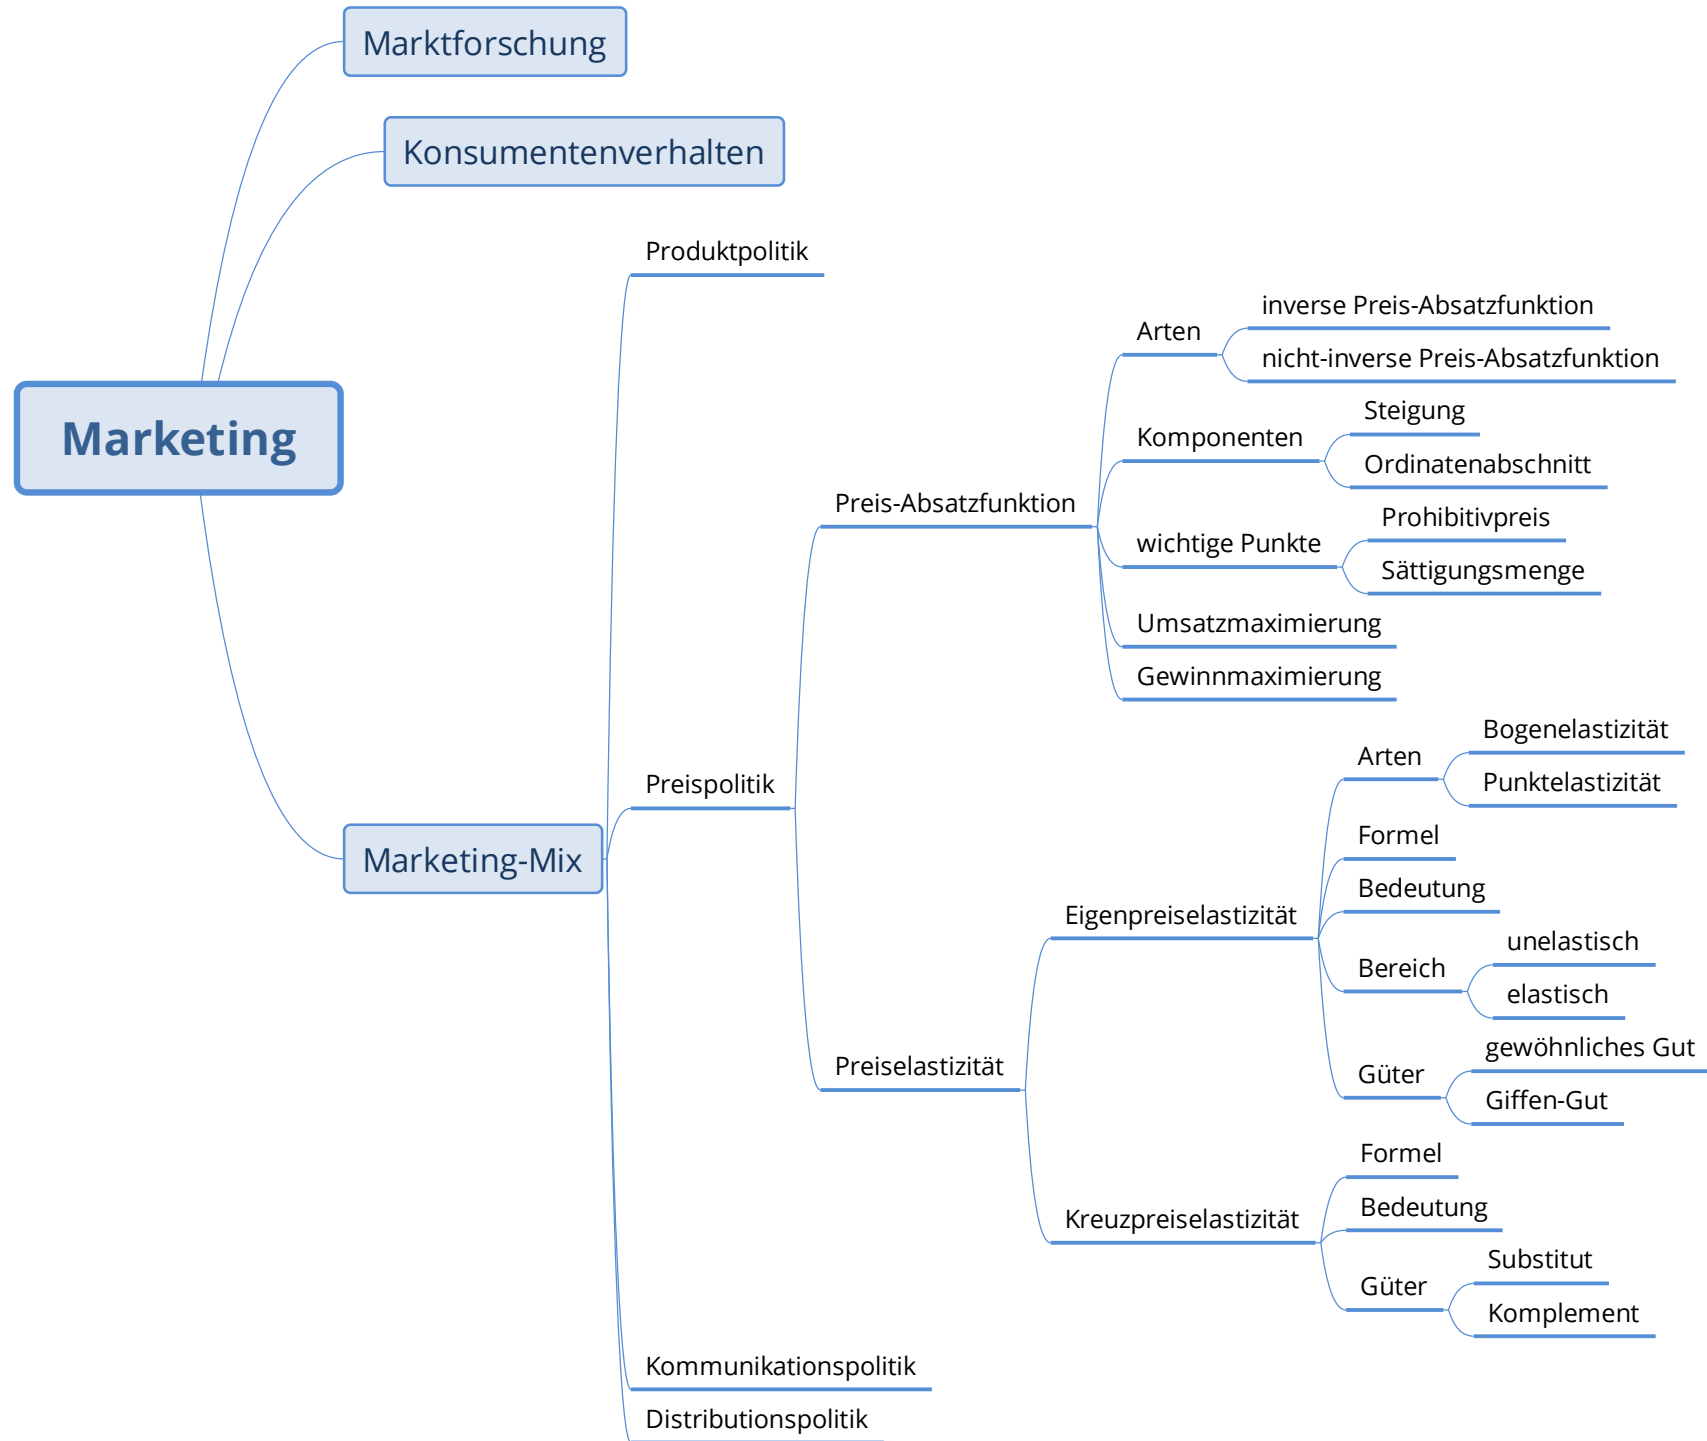 Marktforschung
Konsumentenverhalten
Produktpolitik
inverse Preis-Absatzfunktion
Arten
nicht-inverse Preis-Absatzfunktion
Steigung
Marketing
Komponenten
Ordinatenabschnitt
Preis-Absatzfunktion
Prohibitivpreis
wichtige Punkte
Sättigungsmenge
Umsatzmaximierung
Gewinnmaximierung
Bogenelastizität
Arten
Preispolitik
Punktelastizität
Formel
Marketing-Mix
Bedeutung
Eigenpreiselastizität
unelastisch
Bereich
elastisch
gewöhnliches Gut
Preiselastizität
Güter
Giffen-Gut
Formel
Bedeutung
Kreuzpreiselastizität
Substitut
Güter
Komplement
Kommunikationspolitik
Distributionspolitik